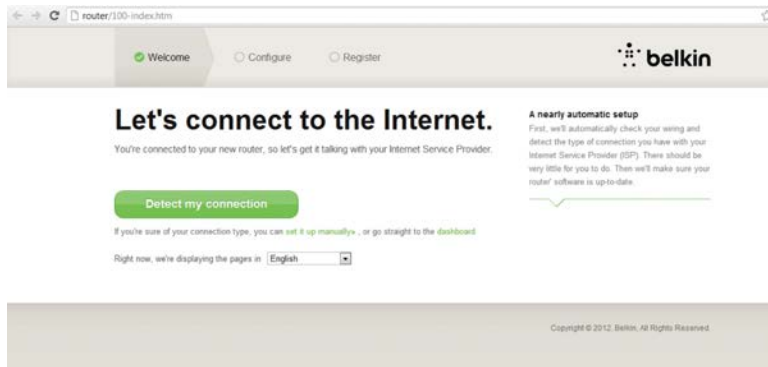 router/100-index.htm
Welcome
Configure
Register
belkin
Let's connect to the Internet.
You're connected to your new router, so let's get it talking with your Internet Service Provider.
Detect my connection
If you're sure of your connection type, you can set it up manually» , or go straight to the dashboard
Right now, we're displaying the pages in English
A nearly automatic setup
First, we'll automatically check your wiring and
detect the type of connection you have with your
Internet Service Provider (ISP). There should be
very little for you to do. Then we'll make sure your
router' software is up-to-date.
Copyright © 2012, Belkin, All Rights Reserved.